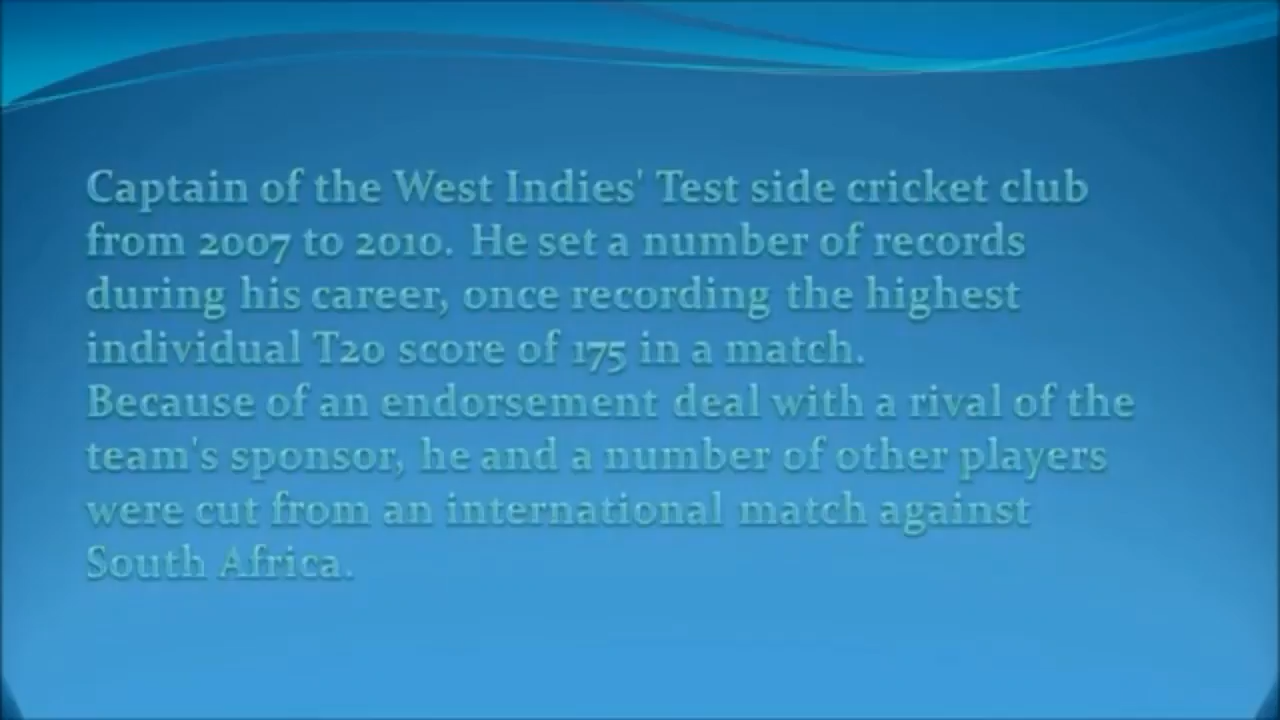 Captain of the West Indies' Test side cricket club
from 2007 to 2010. He set a number of records
during his career, once recording the highest
individual T20 score of 175 in a match.
Because of an endorsement deal with a rival of the
team's sponsor, he and a number of other players
were cut from an international match against
South Africa.